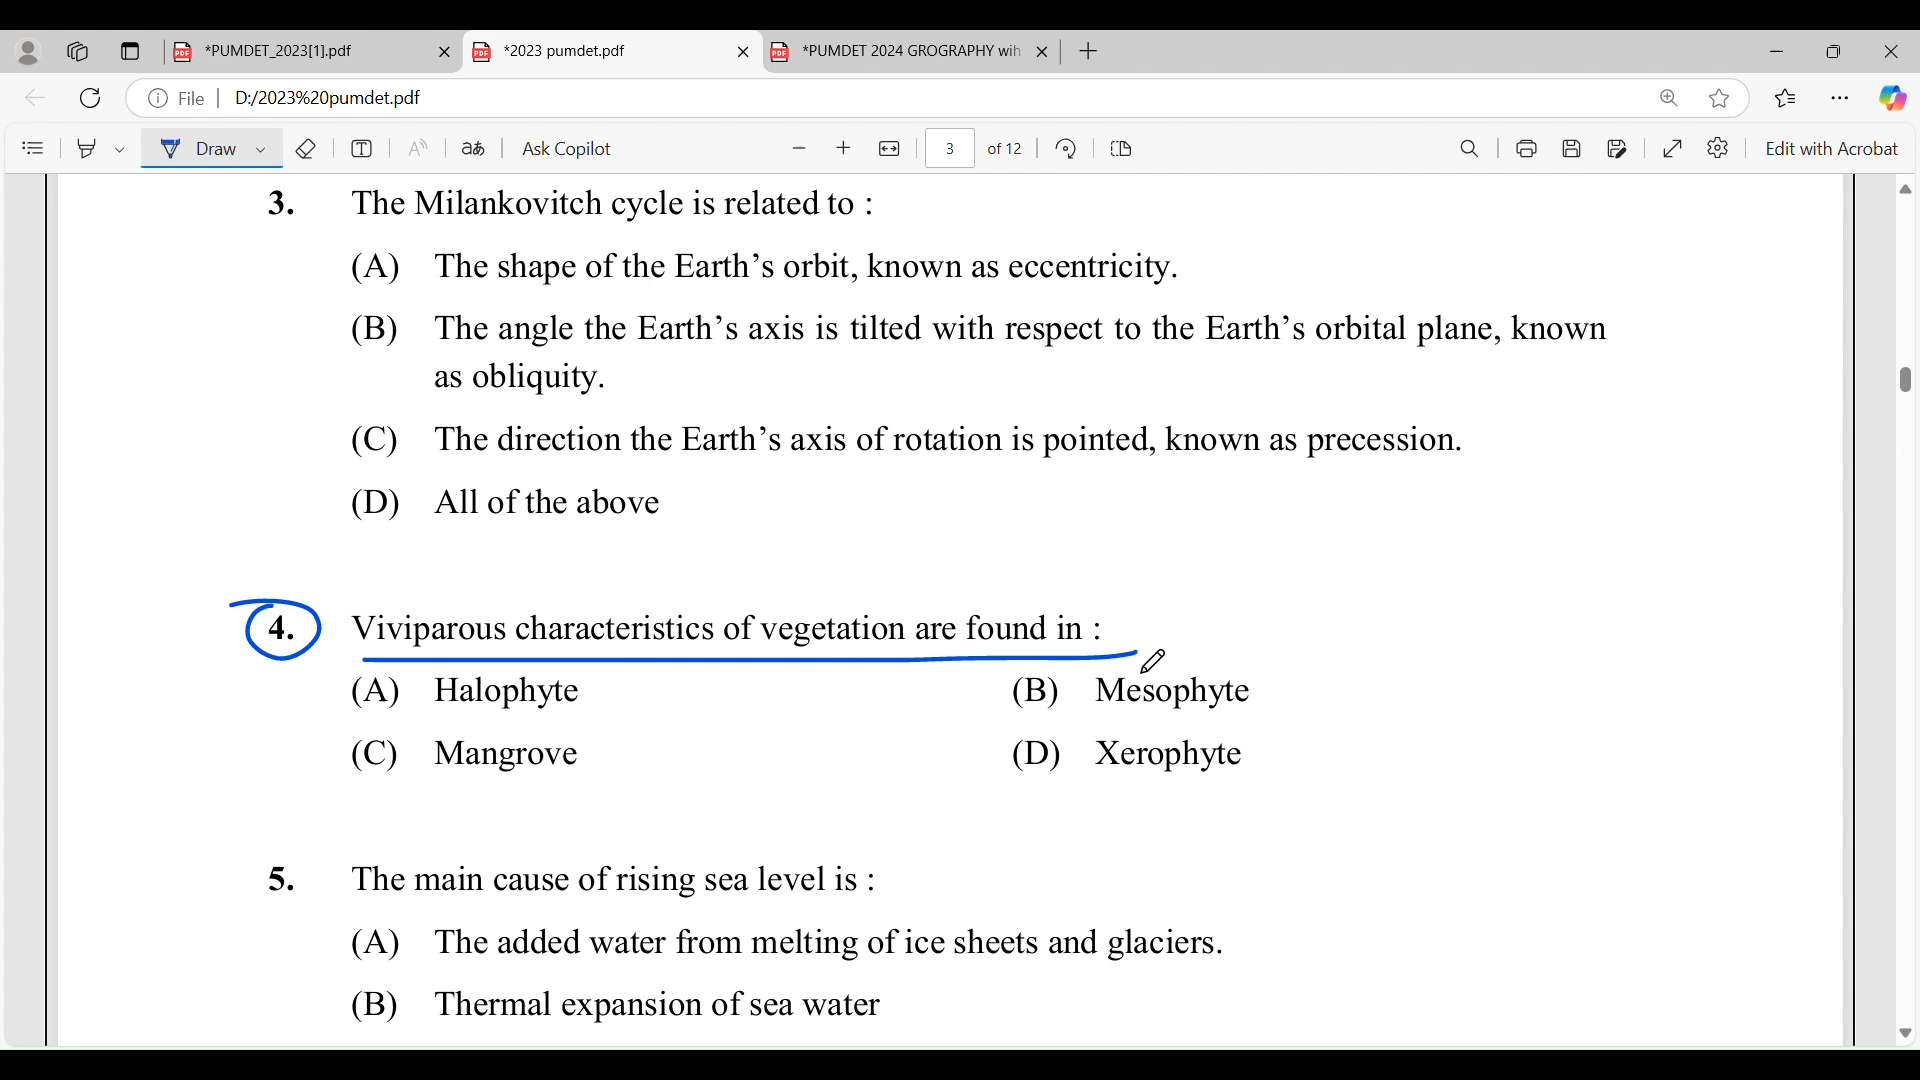 *PUMDET_2023[1].pdf
*2023 pumdet.pdf
*PUMDET 2024 GROGRAPHY wih
File
D:/2023%20pumdet.pdf
Draw
aあ
Ask Copilot
3
of 12
Edit with Acrobat
3. The Milankovitch cycle is related to :
(A) The shape of the Earth's orbit, known as eccentricity.
(B) The angle the Earth's axis is tilted with respect to the Earth's orbital plane, known
as obliquity.
(C) The direction the Earth's axis of rotation is pointed, known as precession.
(D) All of the above
4. Viviparous characteristics of vegetation are found in :
(A) Halophyte (B) Mesophyte
(C) Mangrove (D) Xerophyte
5. The main cause of rising sea level is :
(A) The added water from melting of ice sheets and glaciers.
(B) Thermal expansion of sea water